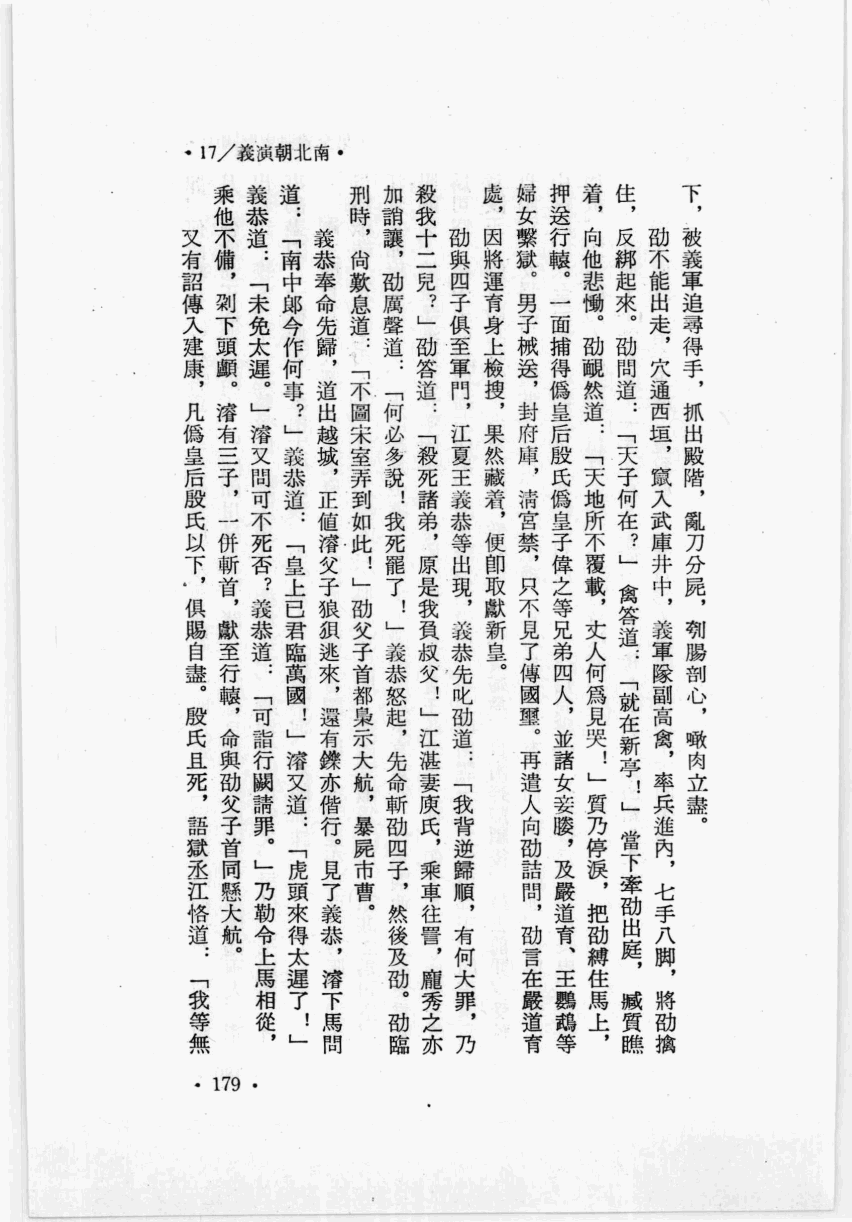 •17/義演朝北南•
下，被義軍追尋得手，抓出殿階，亂刀分屍，刳腸剖心，噉肉立盡。
劭不能出走，穴通西垣，竄入武庫井中，義軍隊副高禽，率兵進內，七手八脚，將劭擒
住，反綁起來。劭問道：「天子何在？」禽答道：「就在新亭！」當下牽劭出庭，臧質瞧
着，向他悲慟。劭覥然道：「天地所不覆載，丈人何爲見哭！」質乃停淚，把劭縛住馬上，
押送行轅。一面捕得僞皇后殷氏僞皇子偉之等兄弟四人，並諸女妾媵，及嚴道育、王鸚鵡等
婦女繫獄。男子械送，封府庫，淸宮禁，只不見了傳國璽。再遣人向劭詰問，劭言在嚴道育
處，因將運育身上檢搜，果然藏着，便卽取獻新皇。
劭與四子俱至軍門，江夏王義恭等出現，義恭先叱劭道：「我背逆歸順，有何大罪，乃
殺我十二兒？」劭答道：「殺死諸弟，原是我負叔父！」江湛妻庾氏，乘車往詈，龐秀之亦
加誚讓，劭厲聲道：「何必多說！我死罷了！」義恭怒起，先命斬劭四子，然後及劭。劭臨
刑時，尙歎息道：「不圖宋室弄到如此！」劭父子首都梟示大航，暴屍市曹。
義恭奉命先歸，道出越城，正値濬父子狼狽逃來，還有鑠亦偕行。見了義恭，濬下馬問
道：「南中郞今作何事？」義恭道：「皇上已君臨萬國！」濬又道：「虎頭來得太遲了！」
義恭道：「未免太遲。」濬又問可不死否？義恭道：「可詣行闕請罪。」乃勒令上馬相從，
乘他不備，剁下頭顱。濬有三子，一併斬首，獻至行轅，命與劭父子首同懸大航。
又有詔傳入建康，凡僞皇后殷氏以下，俱賜自盡。殷氏且死，語獄丞江恪道：「我等無
•179•